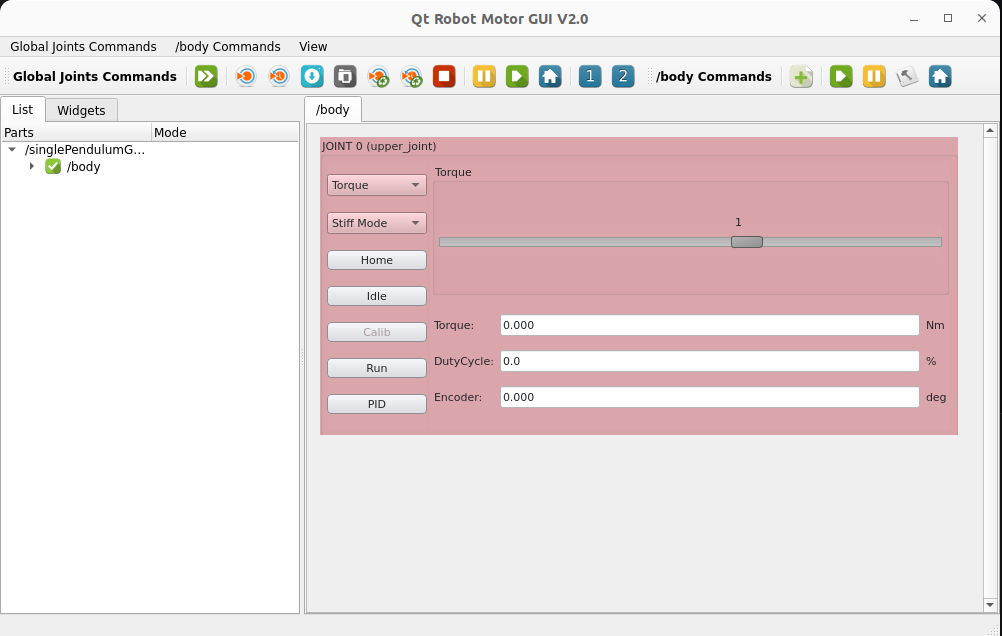 Qt Robot Motor GUI V2.0
Global Joints Commands /body Commands View
Global Joints Commands 1 2 /body Commands
List Widgets /body
Parts Mode
/singlePendulumG...
/body
JOINT 0 (upper_joint)
Torque
Torque
1
Stiff Mode
Home
Idle
Calib
Run
PID
Torque: 0.000 Nm
DutyCycle: 0.0 %
Encoder: 0.000 deg